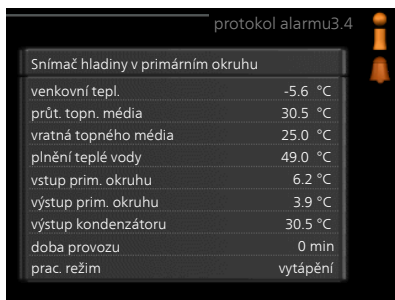 protokol alarmu3.4
Snímač hladiny v primárním okruhu
venkovní tepl. -5.6 °C
průt. topn. média 30.5 °C
vratná topného média 25.0 °C
plnění teplé vody 49.0 °C
vstup prim. okruhu 6.2 °C
výstup prim. okruhu 3.9 °C
výstup kondenzátoru 30.5 °C
doba provozu 0 min
prac. režim vytápění